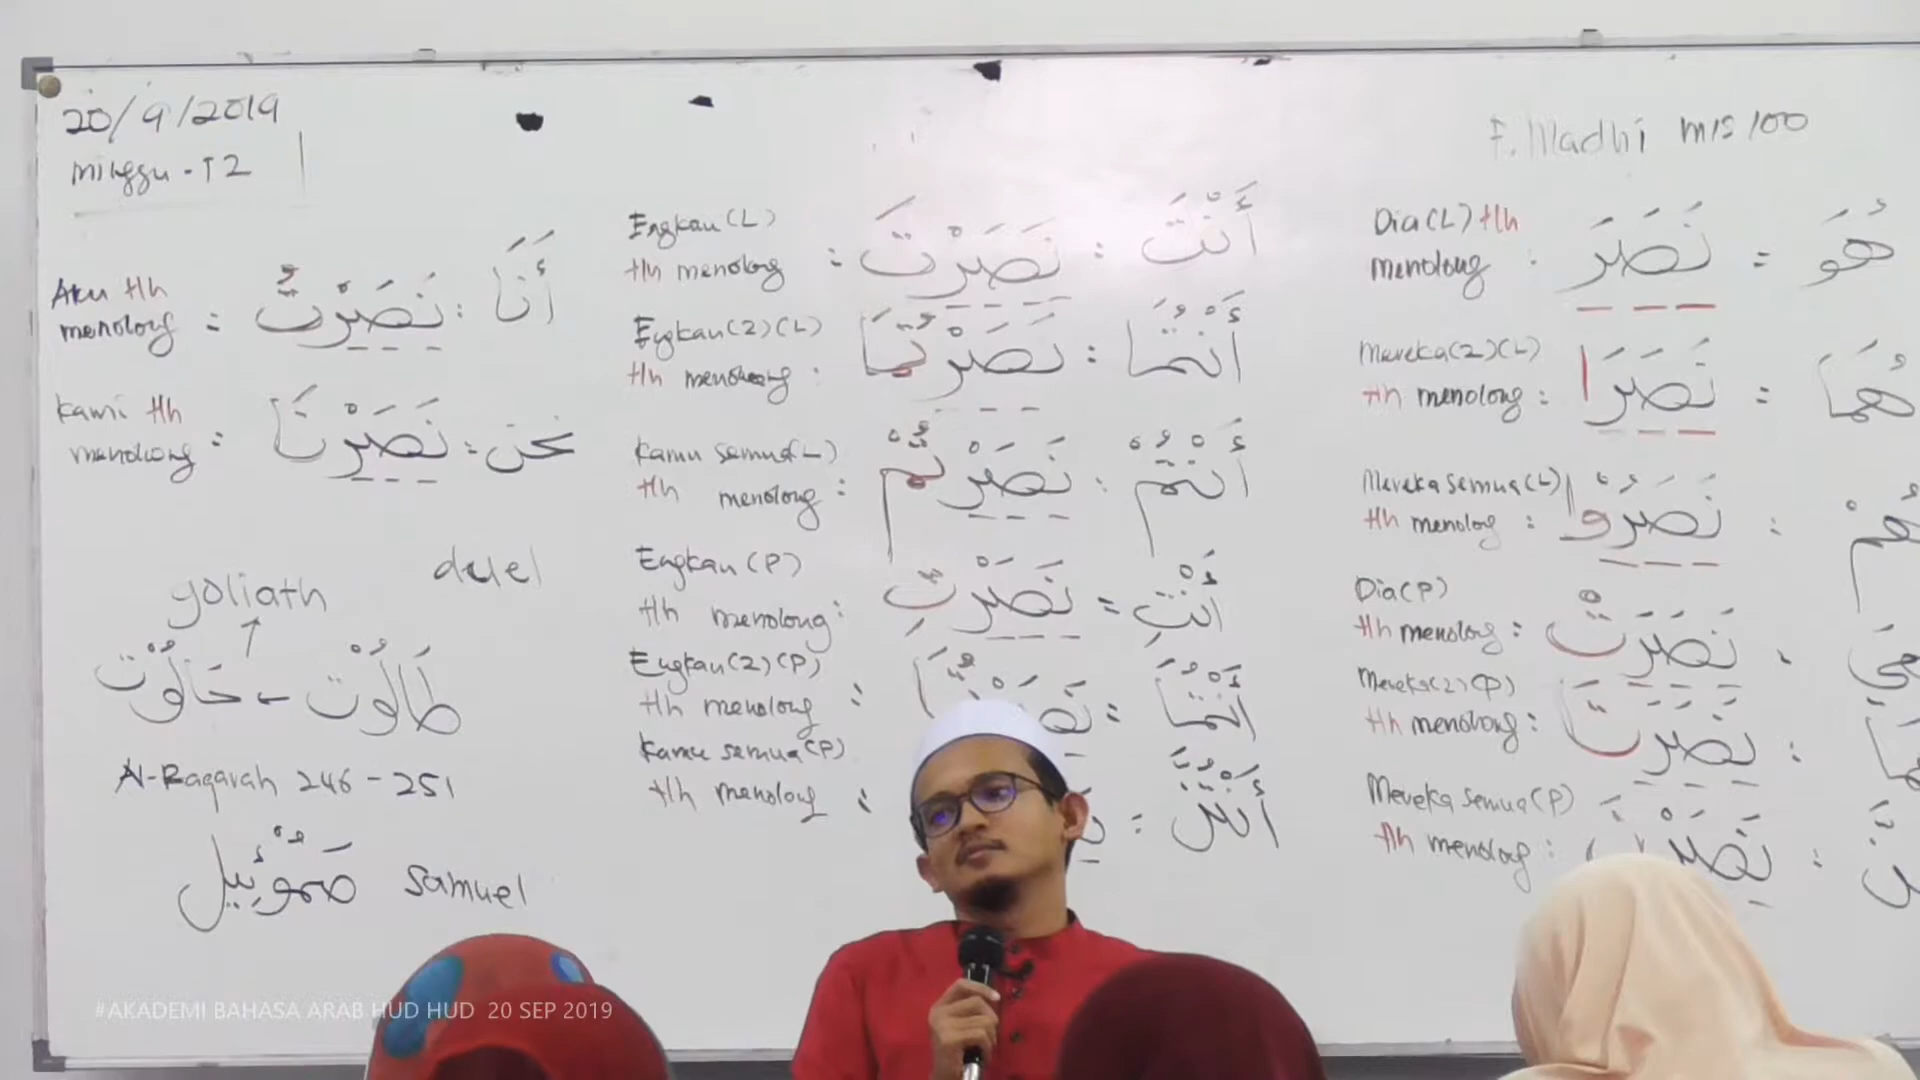 20/9/2019
minggu - 12
F. Madhi m/s 100
Aku tlh
menolong : نَصَرْتُ : أَنَا
Kami tlh
menolong : نَصَرْنَا : نحن
goliath
duel
طَالُوْت - جَالُوْت
Al-Baqarah 246 - 251
صَمُوْئِيل samuel
Engkau (L)
tlh menolong : نَصَرْتَ : أَنْتَ
Engkau (2) (L)
tlh menolong : نَصَرْتُمَا : أَنْتُمَا
Kamu semua (L)
tlh menolong : نَصَرْتُمْ : أَنْتُمْ
Engkau (P)
tlh menolong : نَصَرْتِ = أَنْتِ
Engkau (2) (P)
tlh menolong : : أَنْتُمَا
Kamu semua (P)
tlh menolong : : أَنْتُنَّ
Dia (L) tlh
menolong : نَصَرَ = هُوَ
Mereka (2) (L)
tlh menolong : نَصَرَا = هُمَا
Mereka semua (L)
tlh menolong : نَصَرُوْا : هُمْ
Dia (P)
tlh menolong : نَصَرَتْ : هِيَ
Mereka (2) (P)
tlh menolong : نَصَرَتَا :
Mereka semua (P)
tlh menolong :
#AKADEMI BAHASA ARAB HUD HUD 20 SEP 2019